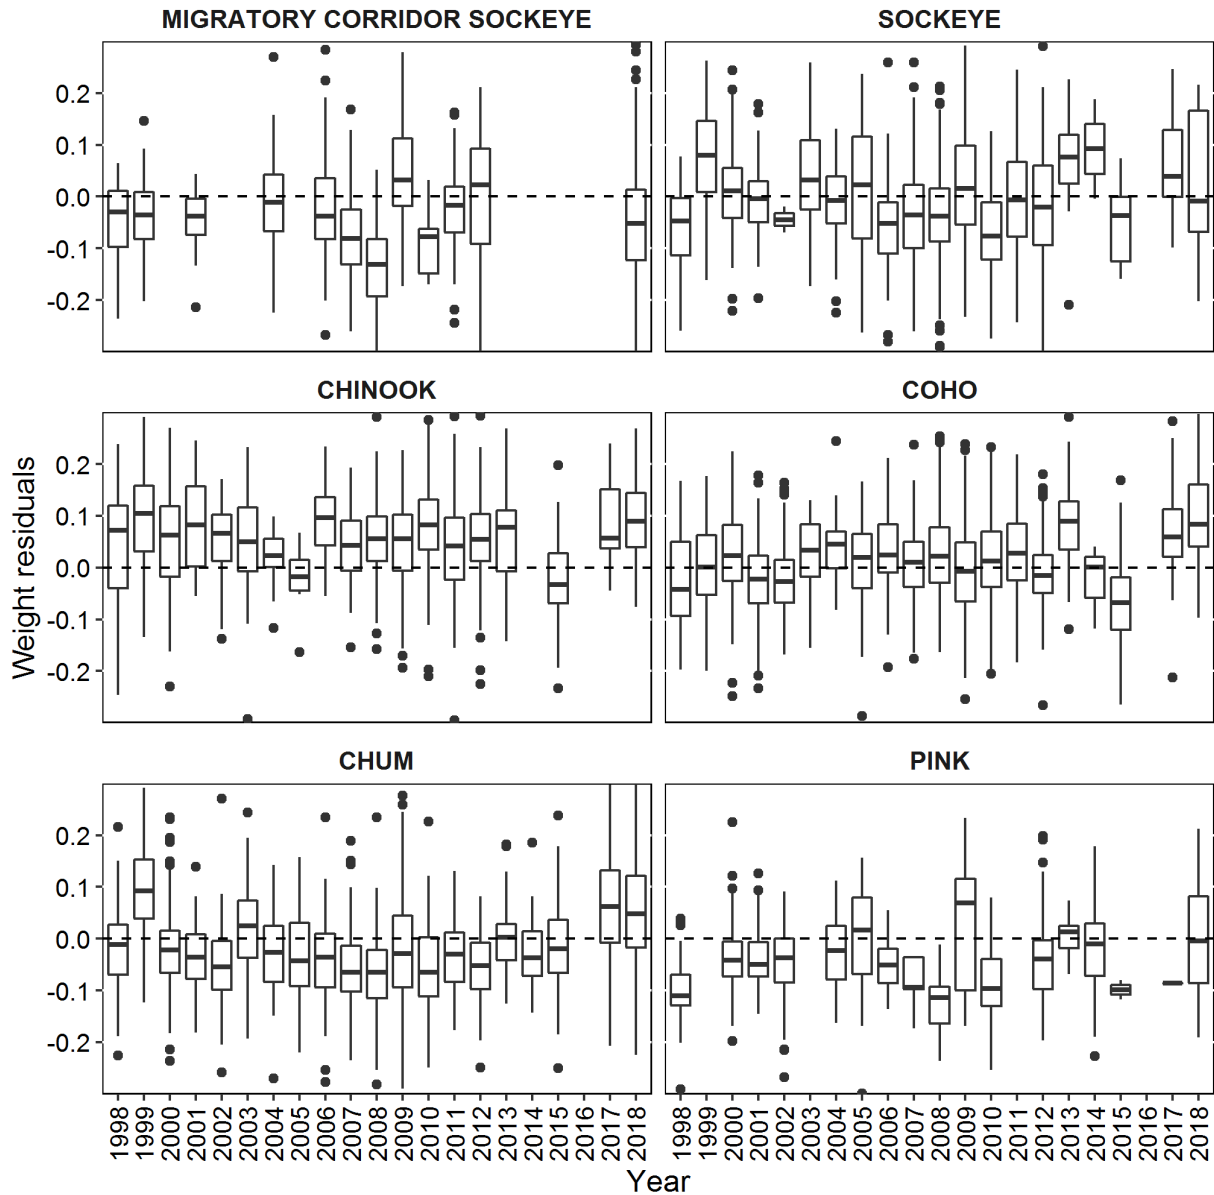 MIGRATORY CORRIDOR SOCKEYE SOCKEYE
0.2
0.1
0.0
-0.1
-0.2
CHINOOK COHO
0.2
0.1
0.0
-0.1
-0.2
Weight residuals
CHUM PINK
0.2
0.1
0.0
-0.1
-0.2
1998 1999 2000 2001 2002 2003 2004 2005 2006 2007 2008 2009 2010 2011 2012 2013 2014 2015 2016 2017 2018 1998 1999 2000 2001 2002 2003 2004 2005 2006 2007 2008 2009 2010 2011 2012 2013 2014 2015 2016 2017 2018
Year